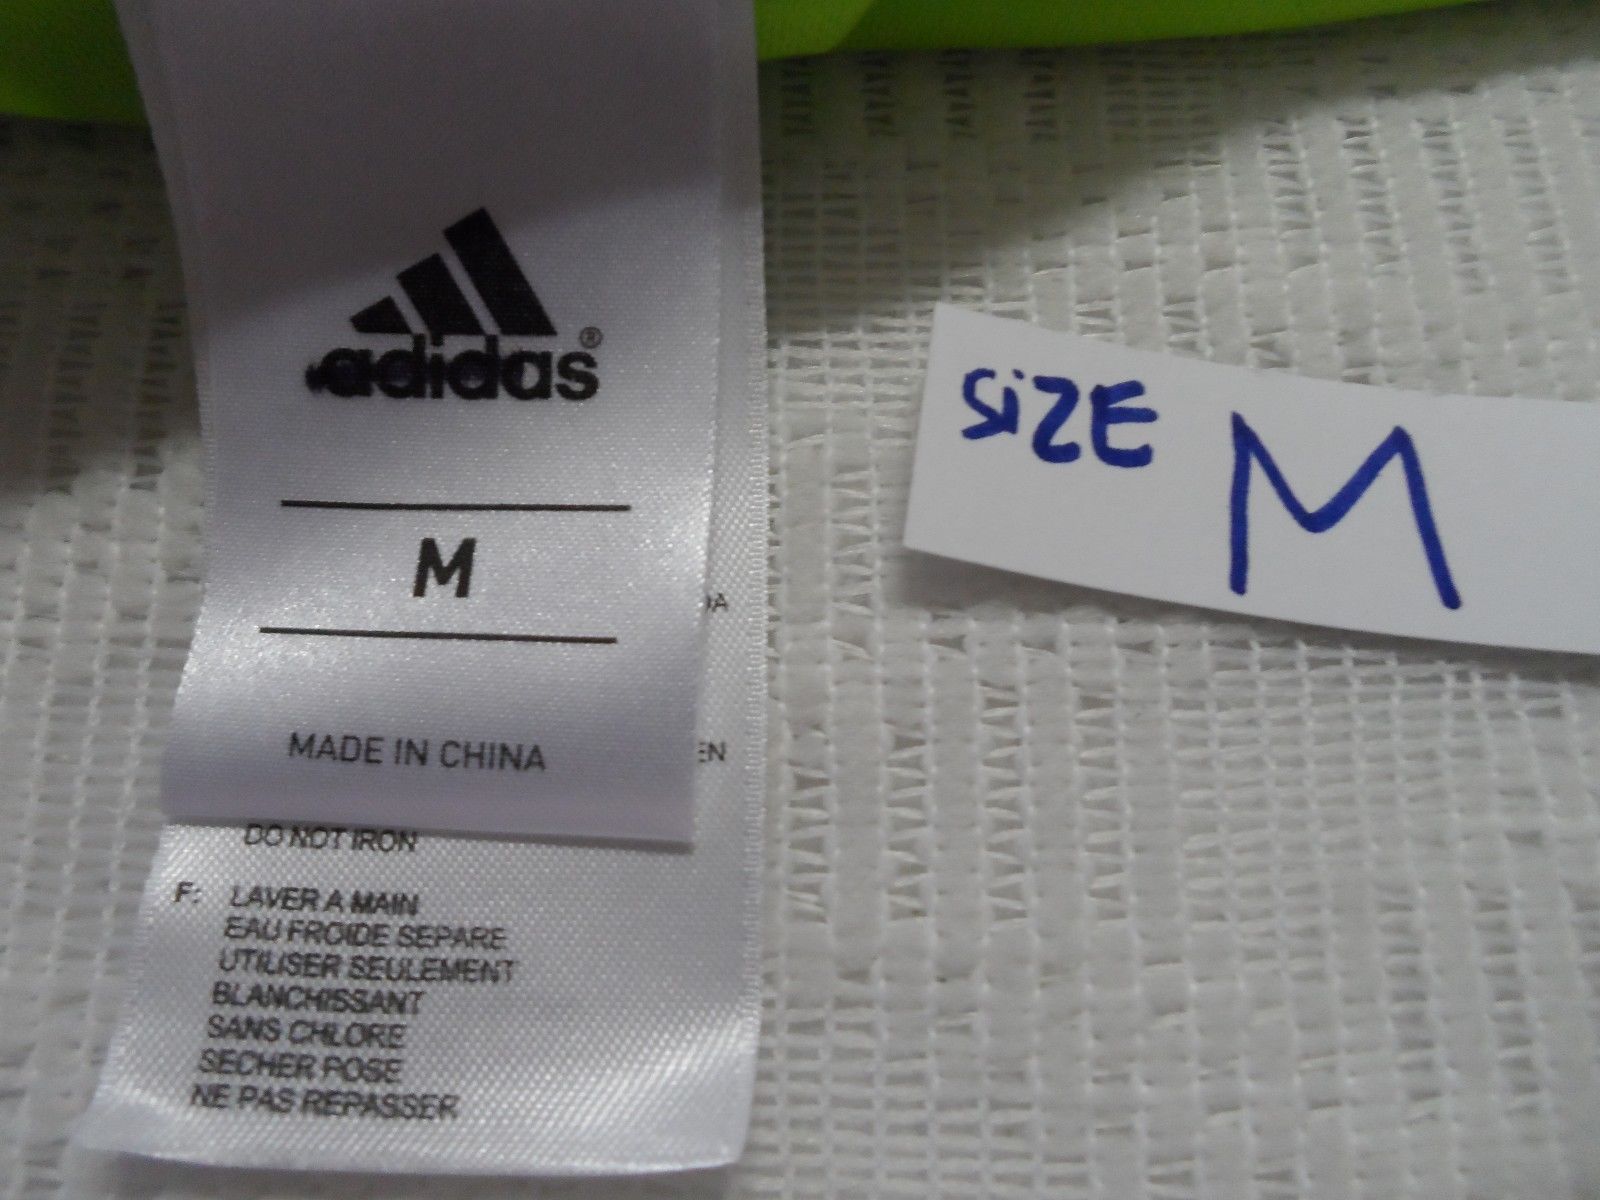 adidas®
M
MADE IN CHINA
DO NOT IRON
F: LAVER A MAIN
EAU FROIDE SEPARE
UTILISER SEULEMENT
BLANCHISSANT
SANS CHLORE
SECHER POSE
NE PAS REPASSER
SiZE M